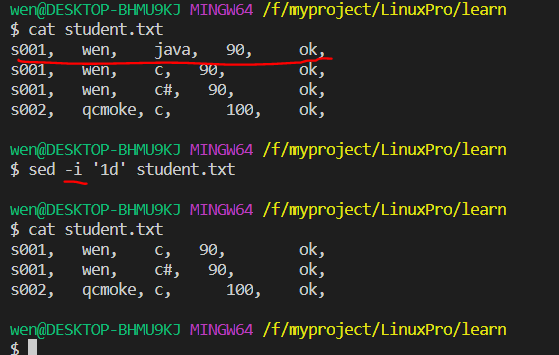 wen@DESKTOP-BHMU9KJ MINGW64 /f/myproject/LinuxPro/learn
$ cat student.txt
s001,   wen,    java,   90,     ok,
s001,   wen,    c,   90,        ok,
s001,   wen,    c#,   90,       ok,
s002,   qcmoke, c,      100,    ok,

wen@DESKTOP-BHMU9KJ MINGW64 /f/myproject/LinuxPro/learn
$ sed -i '1d' student.txt

wen@DESKTOP-BHMU9KJ MINGW64 /f/myproject/LinuxPro/learn
$ cat student.txt
s001,   wen,    c,   90,        ok,
s001,   wen,    c#,   90,       ok,
s002,   qcmoke, c,      100,    ok,

wen@DESKTOP-BHMU9KJ MINGW64 /f/myproject/LinuxPro/learn
$